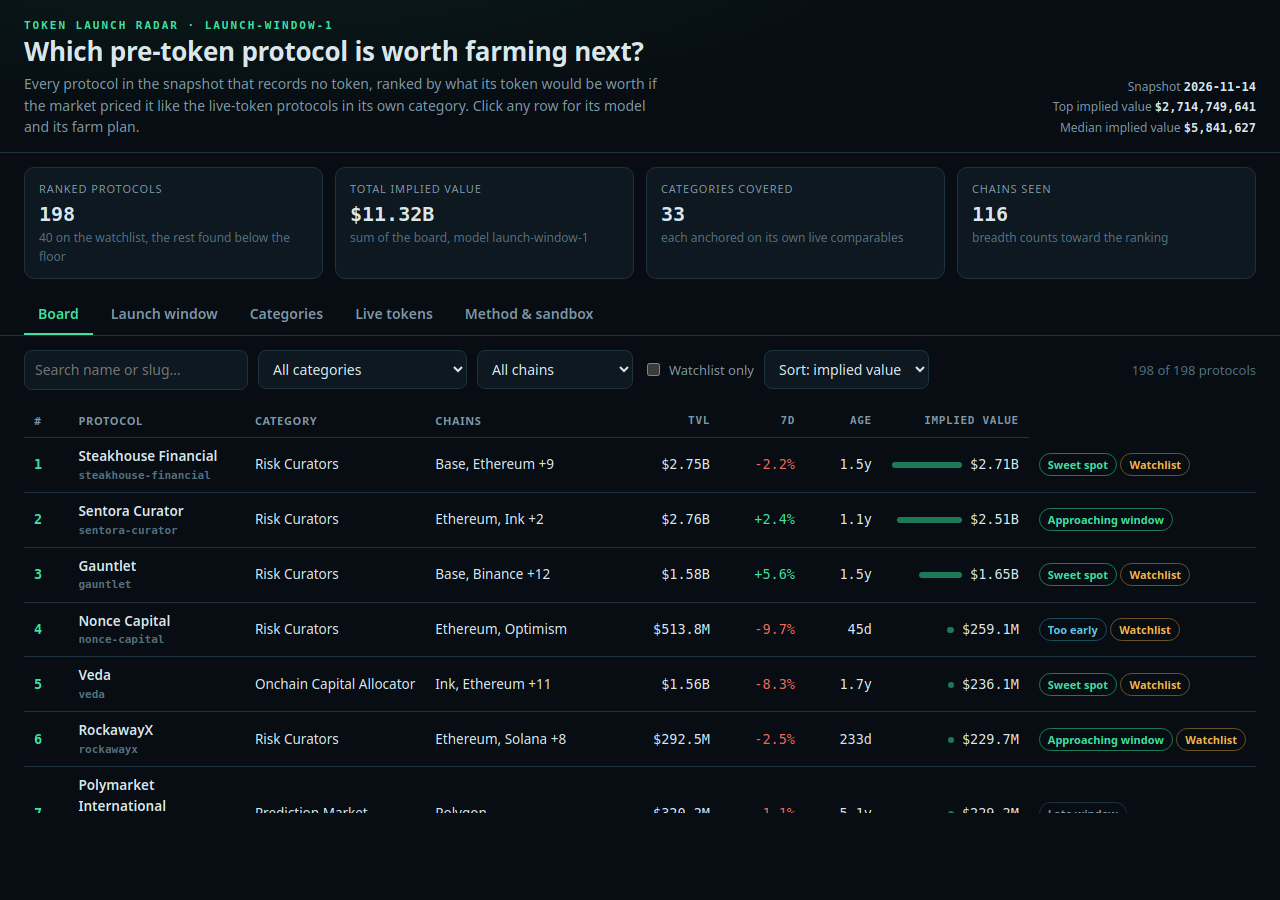 TOKEN LAUNCH RADAR · LAUNCH-WINDOW-1
Which pre-token protocol is worth farming next?
Every protocol in the snapshot that records no token, ranked by what its token would be worth if
the market priced it like the live-token protocols in its own category. Click any row for its model
and its farm plan.
Snapshot 2026-11-14
Top implied value $2,714,749,641
Median implied value $5,841,627
RANKED PROTOCOLS
198
40 on the watchlist, the rest found below the
floor
TOTAL IMPLIED VALUE
$11.32B
sum of the board, model launch-window-1
CATEGORIES COVERED
33
each anchored on its own live comparables
CHAINS SEEN
116
breadth counts toward the ranking
Board Launch window Categories Live tokens Method & sandbox
Search name or slug... All categories All chains Watchlist only Sort: implied value 198 of 198 protocols
# PROTOCOL CATEGORY CHAINS TVL 7D AGE IMPLIED VALUE
1 Steakhouse Financial Risk Curators Base, Ethereum +9 $2.75B -2.2% 1.5y $2.71B Sweet spot Watchlist
steakhouse-financial
2 Sentora Curator Risk Curators Ethereum, Ink +2 $2.76B +2.4% 1.1y $2.51B Approaching window
sentora-curator
3 Gauntlet Risk Curators Base, Binance +12 $1.58B +5.6% 1.5y $1.65B Sweet spot Watchlist
gauntlet
4 Nonce Capital Risk Curators Ethereum, Optimism $513.8M -9.7% 45d $259.1M Too early Watchlist
nonce-capital
5 Veda Onchain Capital Allocator Ink, Ethereum +11 $1.56B -8.3% 1.7y $236.1M Sweet spot Watchlist
veda
6 RockawayX Risk Curators Ethereum, Solana +8 $292.5M -2.5% 233d $229.7M Approaching window Watchlist
rockawayx
Polymarket
International
7 Prediction Market Polygon $320.2M 1.1% 5.1y $229.2M Late window